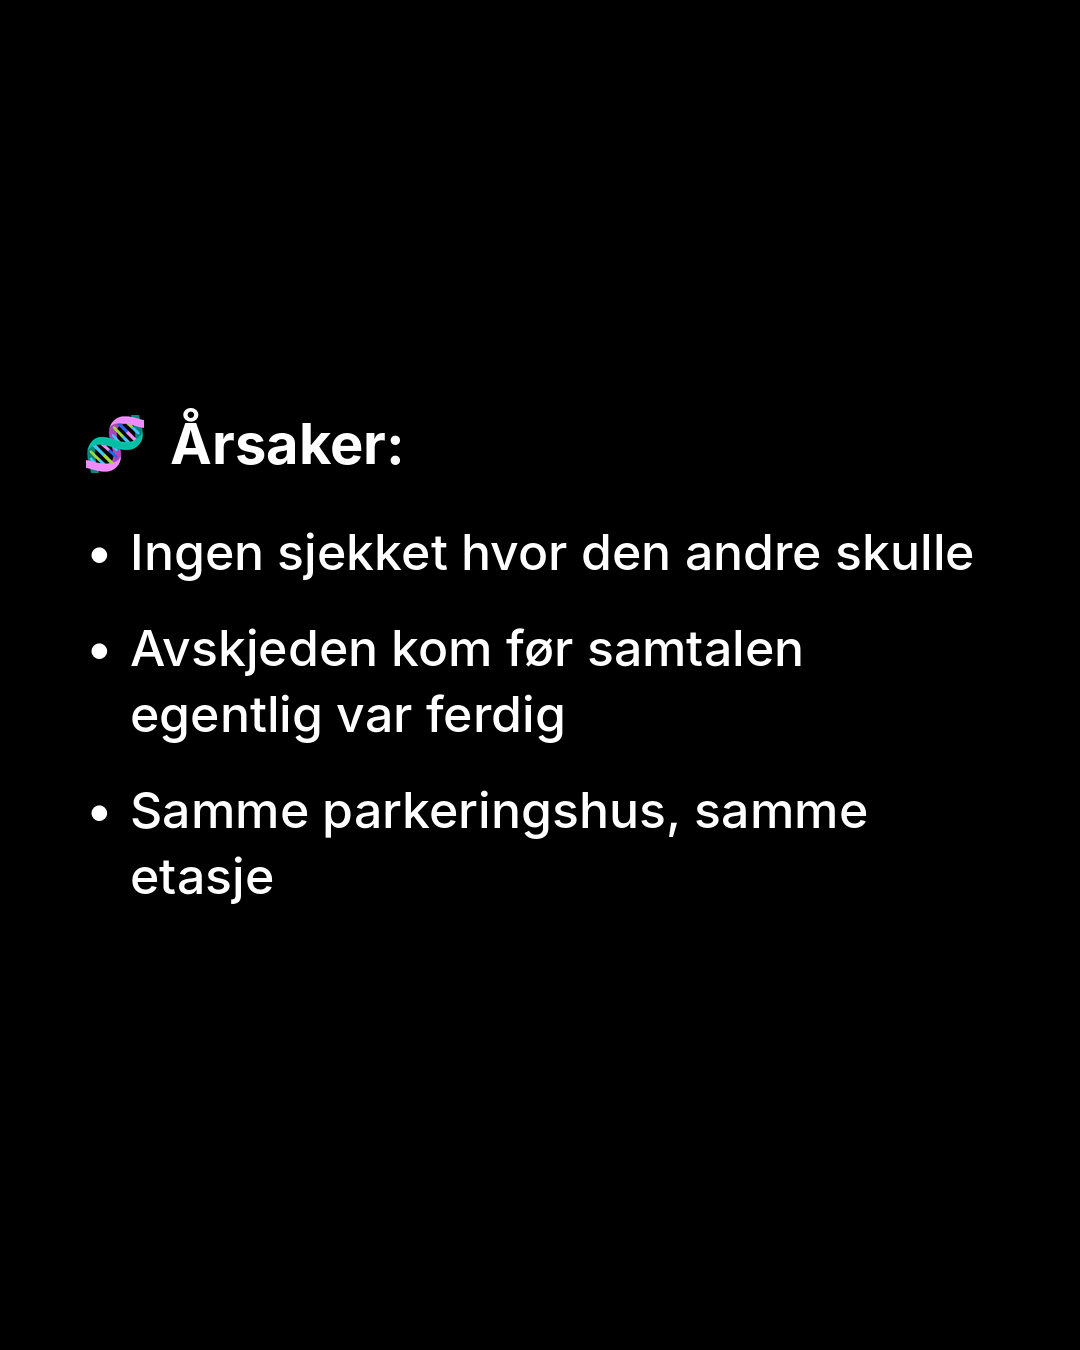 🧬 Årsaker:
• Ingen sjekket hvor den andre skulle
• Avskjeden kom før samtalen
egentlig var ferdig
• Samme parkeringshus, samme
etasje